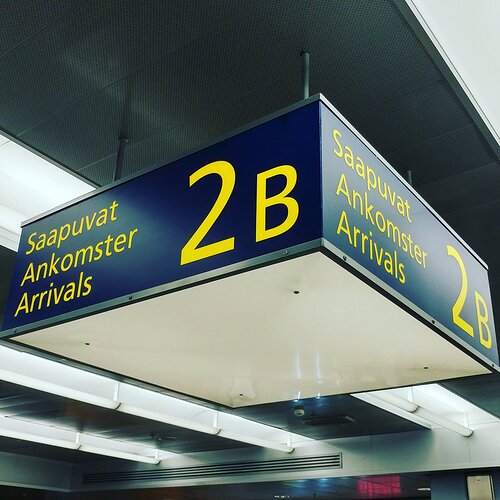 Saapuvat
Ankomster
Arrivals
2B
Saapuvat
Ankomster
Arrivals
2B